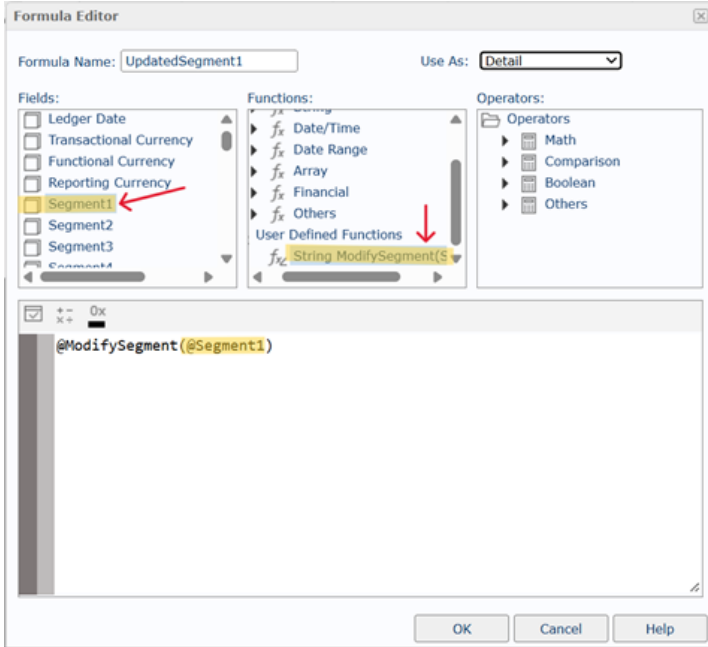 Formula Editor
Formula Name: UpdatedSegment1 Use As: Detail
Fields:
Ledger Date
Transactional Currency
Functional Currency
Reporting Currency
Segment1
Segment2
Segment3
Segment4
Functions:
String
Date/Time
Date Range
Array
Financial
Others
User Defined Functions
String ModifySegment(S
Operators:
Operators
Math
Comparison
Boolean
Others
0x
@ModifySegment(@Segment1)
OK Cancel Help